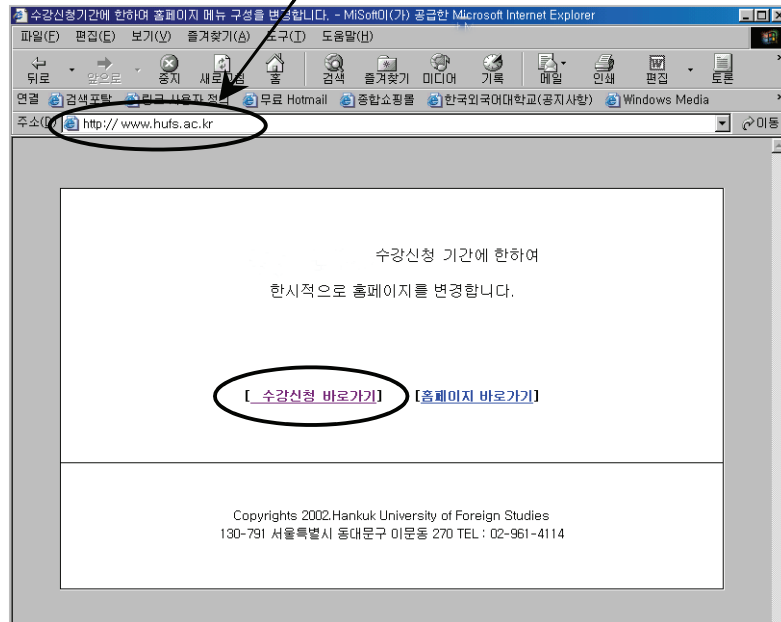 수강신청기간에 한하여 홈페이지 메뉴 구성을 변경합니다. - MiSoft이(가) 공급한 Microsoft Internet Explorer
파일(F) 편집(E) 보기(V) 즐겨찾기(A) 도구(T) 도움말(H)
뒤로 앞으로 중지 새로고침 홈 검색 즐겨찾기 미디어 기록 메일 인쇄 편집 토론
연결 검색포탈 링크 사용자 정의 무료 Hotmail 종합쇼핑몰 한국외국어대학교(공지사항) Windows Media
주소(D) http://www.hufs.ac.kr 이동
수강신청 기간에 한하여
한시적으로 홈페이지를 변경합니다.
[ 수강신청 바로가기] [홈페이지 바로가기]
Copyrights 2002.Hankuk University of Foreign Studies
130-791 서울특별시 동대문구 이문동 270 TEL : 02-961-4114